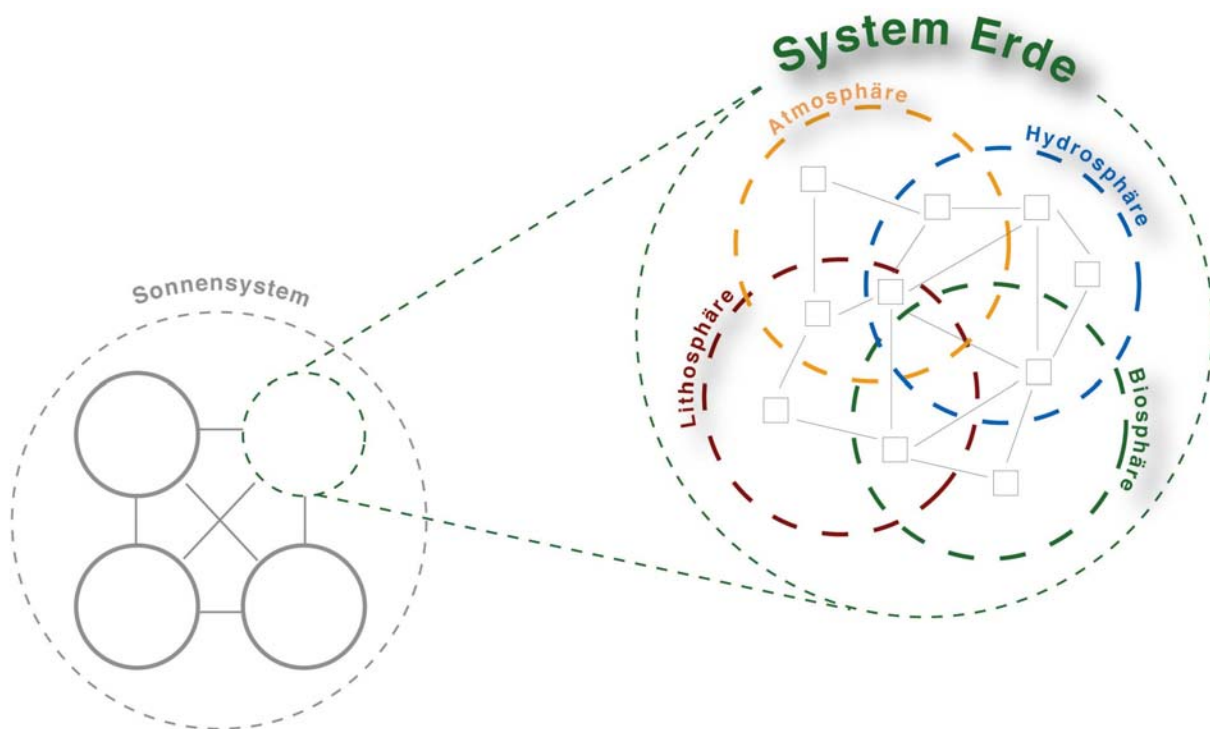 System Erde
Atmosphäre
Hydrosphäre
Sonnensystem
Lithosphäre
Biosphäre